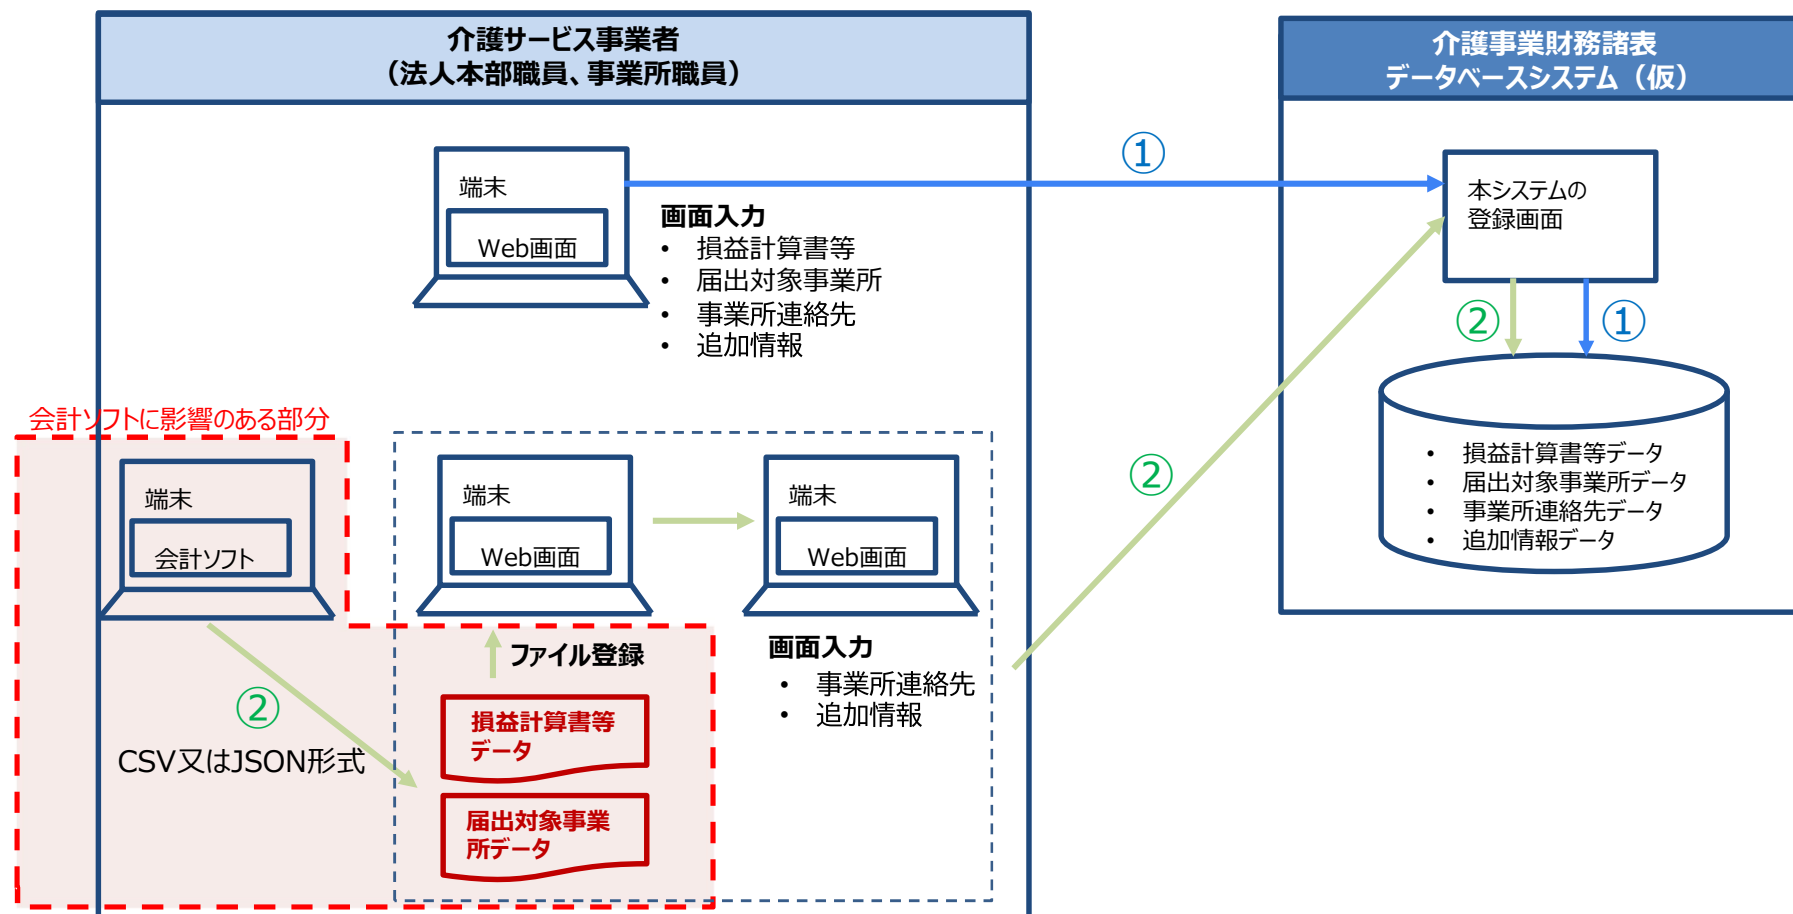 介護サービス事業者
（法人本部職員、事業所職員）
介護事業財務諸表
データベースシステム（仮）
①
端末
Web画面
画面入力
• 損益計算書等
• 届出対象事業所
• 事業所連絡先
• 追加情報
本システムの
登録画面
②
①
会計ソフトに影響のある部分
端末
会計ソフト
端末
Web画面
端末
Web画面
②
• 損益計算書等データ
• 届出対象事業所データ
• 事業所連絡先データ
• 追加情報データ
ファイル登録
画面入力
• 事業所連絡先
• 追加情報
②
CSV又はJSON形式
損益計算書等
データ
届出対象事業
所データ